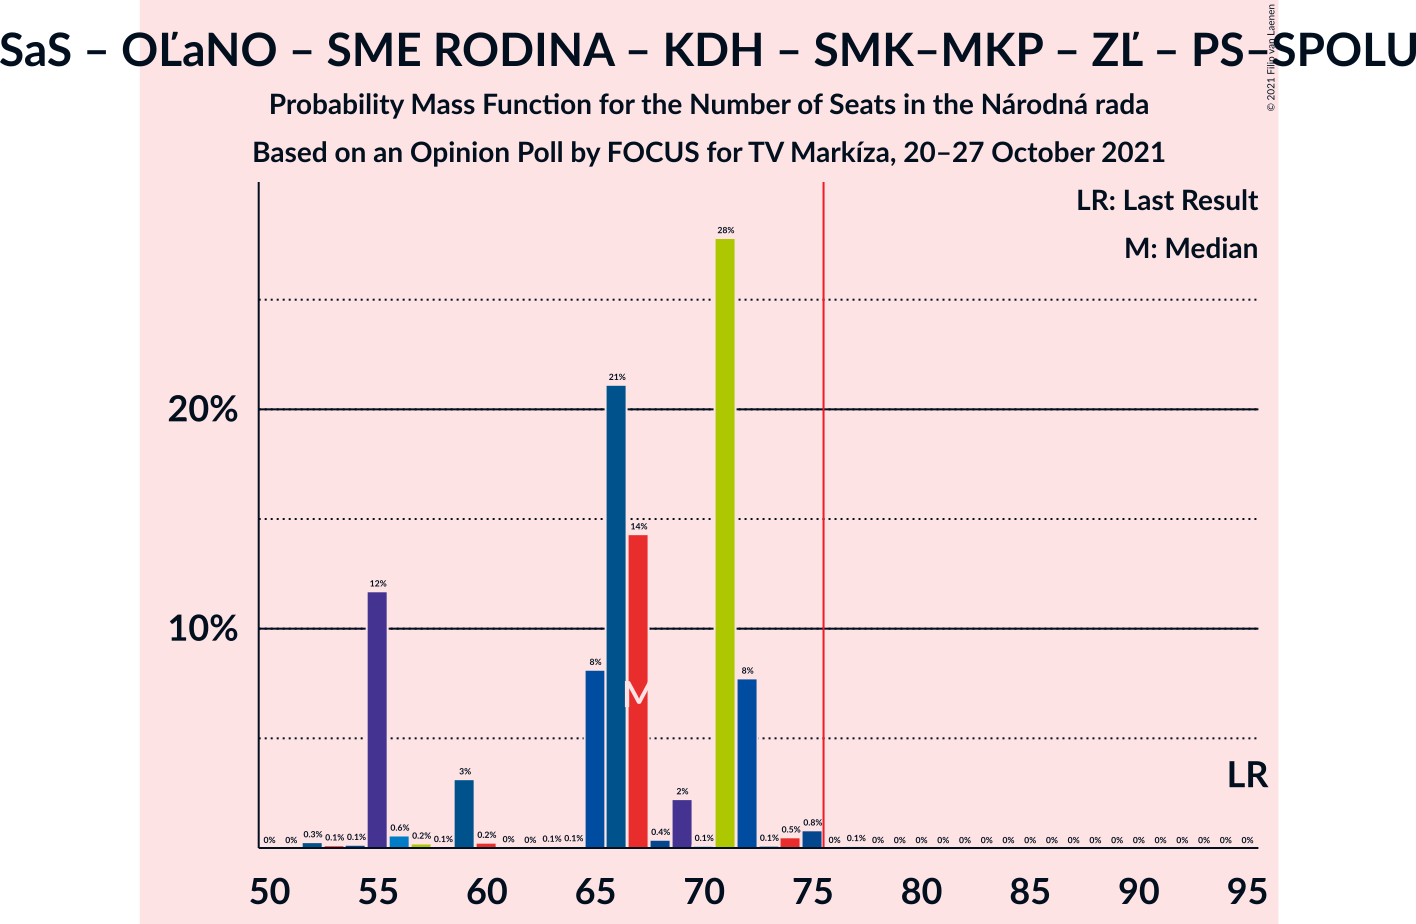 SaS – OĽaNO – SME RODINA – KDH – SMK–MKP – ZĽ – PS–SPOLU
© 2021 Filip van Laenen
Probability Mass Function for the Number of Seats in the Národná rada
Based on an Opinion Poll by FOCUS for TV Markíza, 20–27 October 2021
LR: Last Result
M: Median
28%
21%
20%
14%
12%
10%
8%
8%
M
3%
2%
LR
0% 0% 0.3% 0.1% 0.1% 0.6% 0.2% 0.1% 0.2% 0% 0% 0.1% 0.1% 0.4% 0.1% 0.1% 0.5% 0.8% 0% 0.1% 0% 0% 0% 0% 0% 0% 0% 0% 0% 0% 0% 0% 0% 0% 0% 0% 0% 0%
50 55 60 65 70 75 80 85 90 95